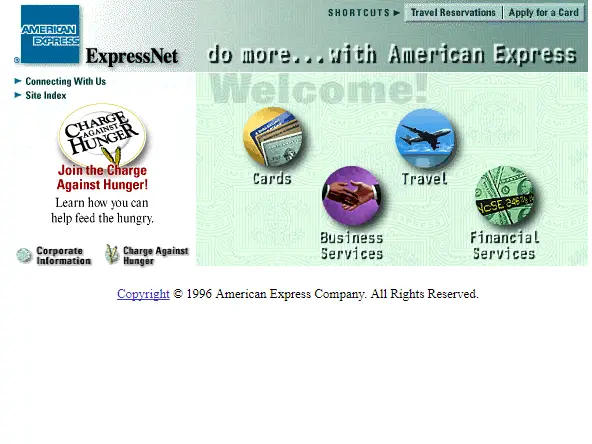 SHORTCUTS
Travel Reservations
Apply for a Card
AMERICAN
EXPRESS
®
ExpressNet
do more...with American Express
Connecting With Us
Site Index
Welcome!
CHARGE
AGAINST
HUNGER
Join the Charge
Against Hunger!
Learn how you can
help feed the hungry.
Cards
Travel
Business
Services
Financial
Services
Corporate
Information
Charge Against
Hunger
Copyright © 1996 American Express Company. All Rights Reserved.